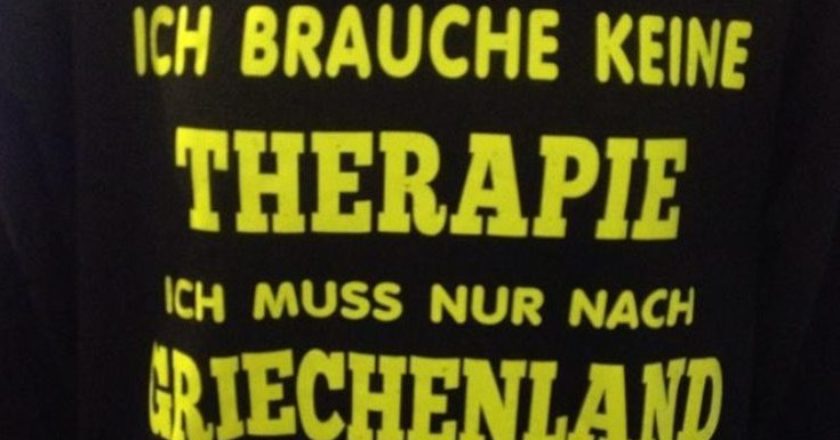 ICH BRAUCHE KEINE
THERAPIE
ICH MUSS NUR NACH
GRIECHENLAND